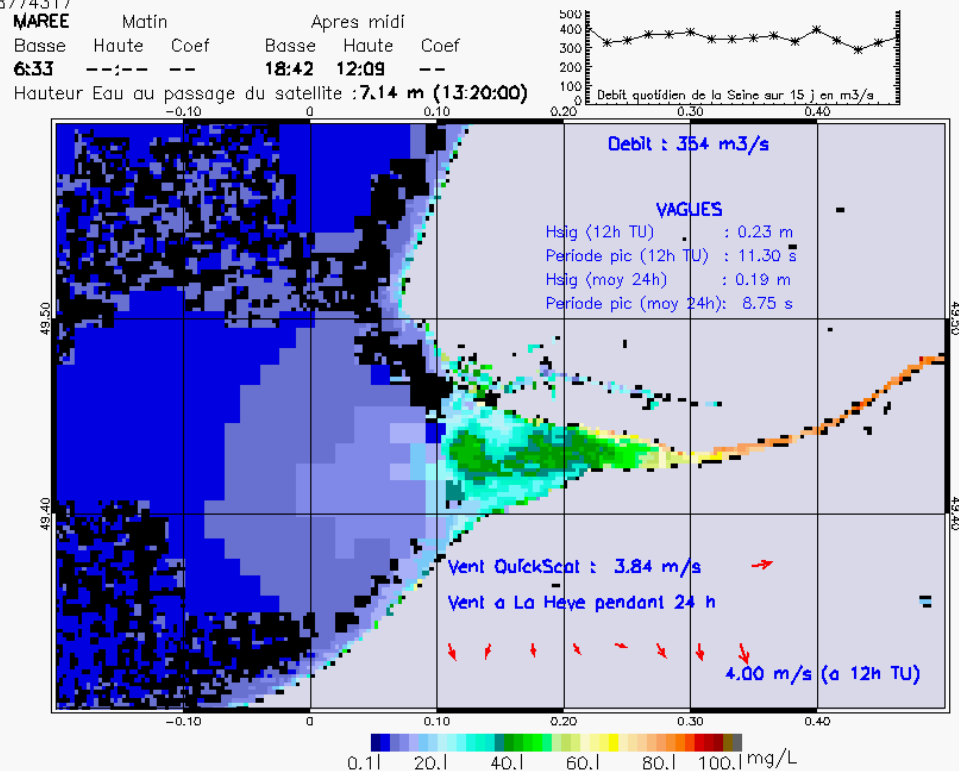 MAREE Matin Apres midi
Basse Haute Coef Basse Haute Coef
6:33 --:-- -- 18:42 12:09 --
Hauteur Eau au passage du satellite : 7.14 m (13:20:00)
500
400
300
200
100
0
Debit quotidien de la Seine sur 15 j en m3/s
-0.10 0 0.10 0.20 0.30 0.40
Debit : 354 m3/s
VAGUES
Hsig (12h TU) : 0.23 m
Periode pic (12h TU) : 11.30 s
Hsig (moy 24h) : 0.19 m
Periode pic (moy 24h): 8.75 s
49.50 49.50
49.40 49.40
Vent QuickScat : 3.84 m/s
Vent a La Heve pendant 24 h
4.00 m/s (a 12h TU)
-0.10 0 0.10 0.20 0.30 0.40
0.1 20. 40. 60. 80. 100. mg/L